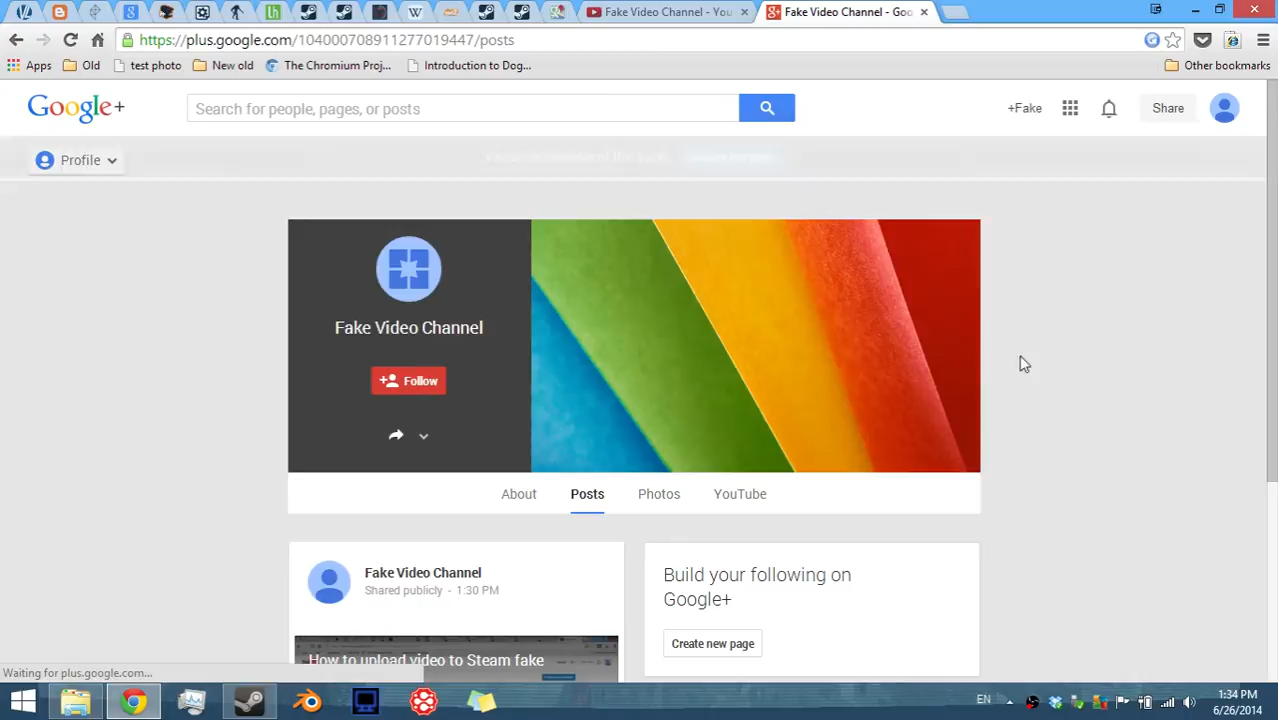 Fake Video Channel - You
Fake Video Channel - Goo
https://plus.google.com/104000708911277019447/posts
Apps
Old
test photo
New old
The Chromium Proj...
Introduction to Dog...
Other bookmarks
Google+
Search for people, pages, or posts
+Fake
Share
Profile
Fake Video Channel
Follow
About
Posts
Photos
YouTube
Fake Video Channel
Shared publicly - 1:30 PM
How to upload video to Steam fake
Build your following on
Google+
Create new page
Waiting for plus.google.com...
EN
1:34 PM
6/26/2014